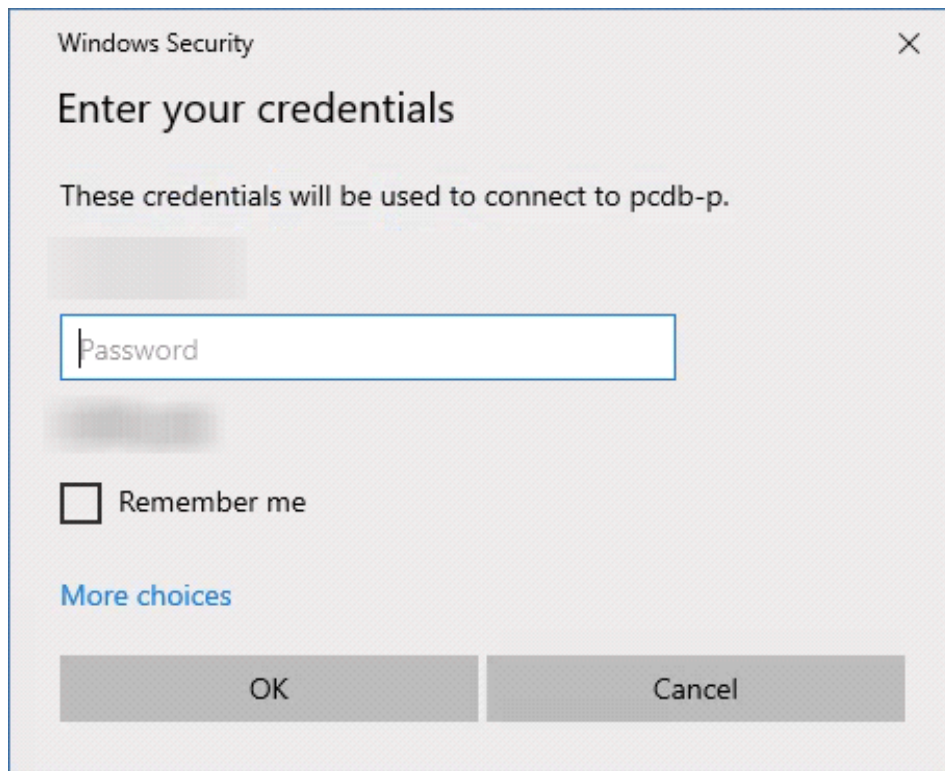 Windows Security
Enter your credentials
These credentials will be used to connect to pcdb-p.
Password
Remember me
More choices
OK
Cancel